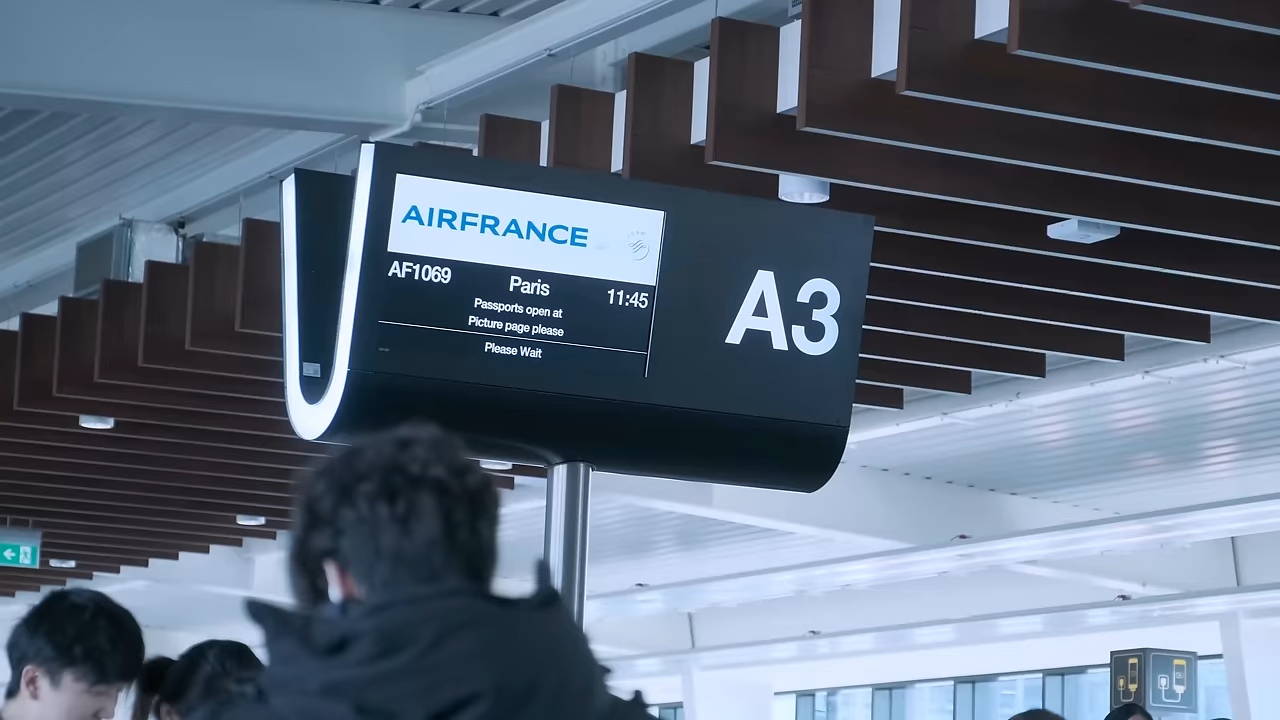 AIRFRANCE
AF1069
Paris
11:45
Passports open at
Picture page please
Please Wait
A3